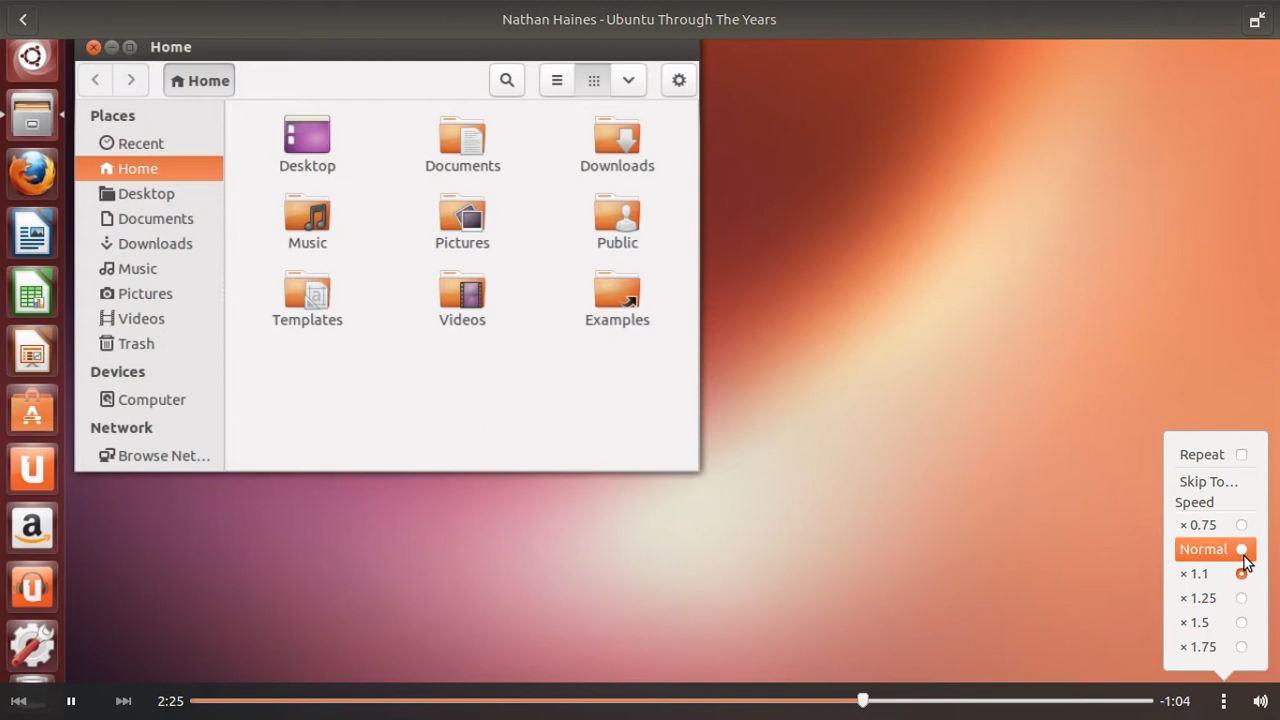 Nathan Haines - Ubuntu Through The Years
Home
Home
Places
Recent
Home
Desktop
Documents
Downloads
Music
Pictures
Videos
Trash
Devices
Computer
Network
Browse Net...
Desktop
Documents
Downloads
Music
Pictures
Public
Templates
Videos
Examples
Repeat
Skip To...
Speed
× 0.75
Normal
× 1.1
× 1.25
× 1.5
× 1.75
2:25
-1:04